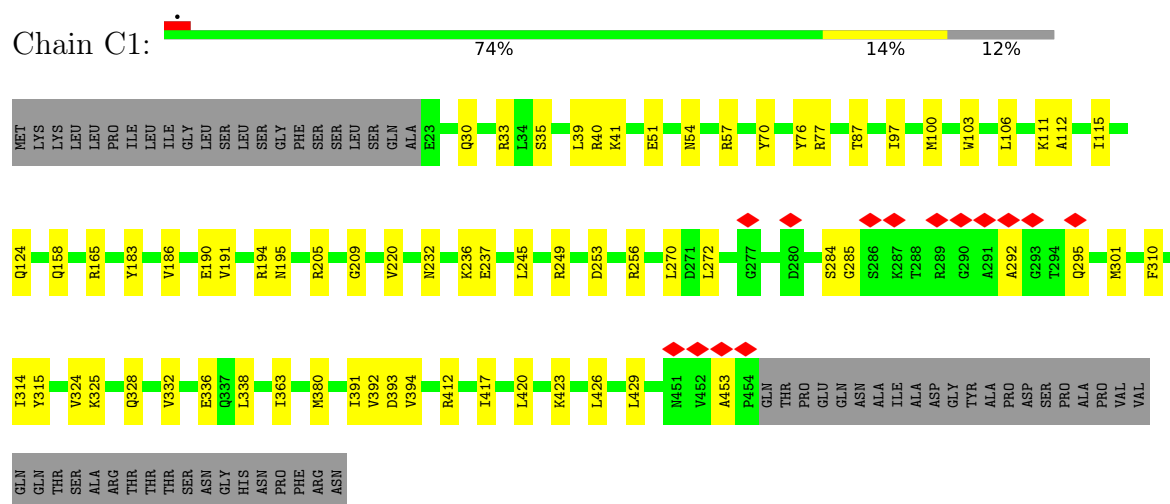 Chain C1:
74% 14% 12%
MET LYS LYS LEU LEU PRO ILE LEU ILE GLY LEU SER LEU SER GLY PHE SER SER LEU SER GLN ALA E23 Q30 R33 L34 S35 L39 R40 K41 E51 N54 R57 Y70 Y76 R77 T87 I97 M100 W103 L106 K111 A112 I115
Q124 Q158 R165 Y183 V186 E190 V191 R194 N195 R205 G209 V220 N232 K236 E237 L245 R249 D253 R256 L270 D271 L272 G277 D280 S284 G285 S286 K287 T288 R289 G290 A291 A292 G293 T294 Q295 M301 F310
I314 Y315 V324 K325 Q328 V332 E336 Q337 L338 I363 M380 I391 V392 D393 V394 R412 I417 L420 K423 L426 L429 N451 V452 A453 P454 GLN THR PRO GLU GLU GLN ASN ALA ILE ALA ASP GLY TYR ALA PRO ASP SER PRO ALA PRO VAL VAL
GLN GLN THR SER ALA ARG THR THR THR SER ASN GLY HIS ASN PRO PHE ARG ASN